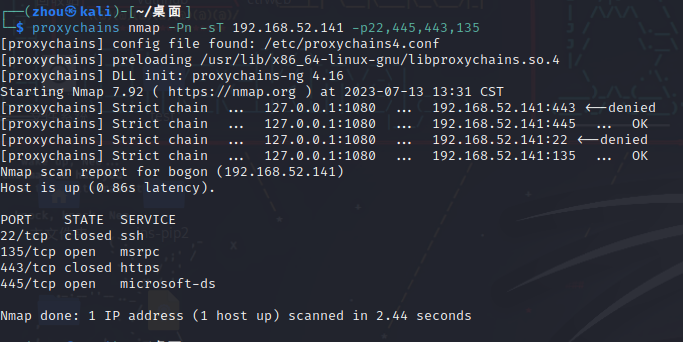 ┌──(zhou㉿kali)-[~/桌面]
└─$ proxychains nmap -Pn -sT 192.168.52.141 -p22,445,443,135
[proxychains] config file found: /etc/proxychains4.conf
[proxychains] preloading /usr/lib/x86_64-linux-gnu/libproxychains.so.4
[proxychains] DLL init: proxychains-ng 4.16
Starting Nmap 7.92 ( https://nmap.org ) at 2023-07-13 13:31 CST
[proxychains] Strict chain ... 127.0.0.1:1080 ... 192.168.52.141:443 <--denied
[proxychains] Strict chain ... 127.0.0.1:1080 ... 192.168.52.141:445 ... OK
[proxychains] Strict chain ... 127.0.0.1:1080 ... 192.168.52.141:22 <--denied
[proxychains] Strict chain ... 127.0.0.1:1080 ... 192.168.52.141:135 ... OK
Nmap scan report for bogon (192.168.52.141)
Host is up (0.86s latency).
PORT STATE SERVICE
22/tcp closed ssh
135/tcp open msrpc
443/tcp closed https
445/tcp open microsoft-ds
Nmap done: 1 IP address (1 host up) scanned in 2.44 seconds